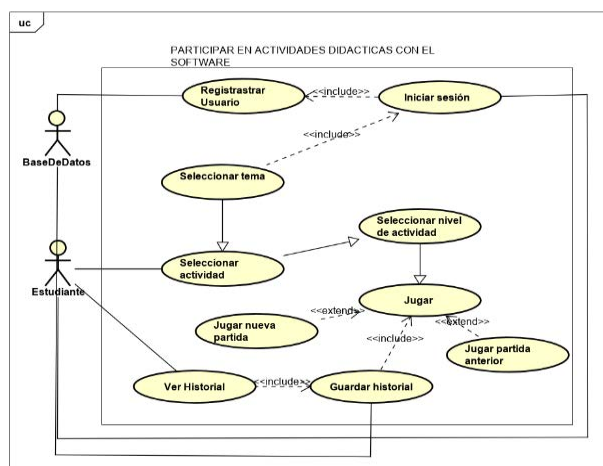 uc
PARTICIPAR EN ACTIVIDADES DIDACTICAS CON EL
SOFTWARE
Registrastrar
Usuario
<<include>>
Iniciar sesión
<<include>>
BaseDeDatos
Seleccionar tema
Seleccionar nivel
de actividad
Seleccionar
actividad
Estudiante
Jugar
<<extend>>
Jugar nueva
partida
<<extend>>
<<include>>
Jugar partida
anterior
Ver Historial
<<include>>
Guardar historial